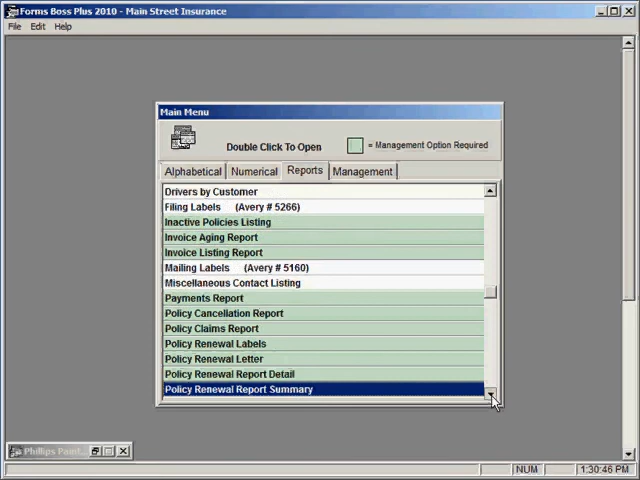 Forms Boss Plus 2010 - Main Street Insurance
File Edit Help
Main Menu
Double Click To Open
= Management Option Required
Alphabetical Numerical Reports Management
Drivers by Customer
Filing Labels (Avery # 5266)
Inactive Policies Listing
Invoice Aging Report
Invoice Listing Report
Mailing Labels (Avery # 5160)
Miscellaneous Contact Listing
Payments Report
Policy Cancellation Report
Policy Claims Report
Policy Renewal Labels
Policy Renewal Letter
Policy Renewal Report Detail
Policy Renewal Report Summary
Phillips Pain...
NUM 1:30:46 PM